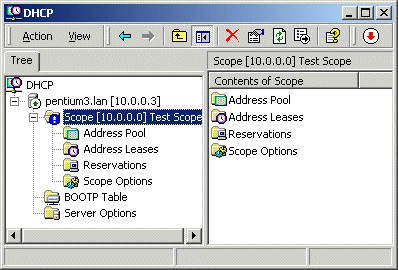 DHCP
Action View
Tree
Scope [10.0.0.0] Test Scope
DHCP
pentium3.lan [10.0.0.3]
Scope [10.0.0.0] Test Scope
Address Pool
Address Leases
Reservations
Scope Options
BOOTP Table
Server Options
Contents of Scope
Address Pool
Address Leases
Reservations
Scope Options